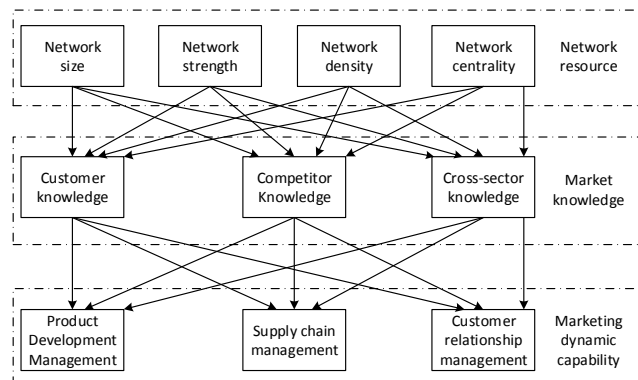 Network
size
Network
strength
Network
density
Network
centrality
Network
resource
Customer
knowledge
Competitor
Knowledge
Cross-sector
knowledge
Market
knowledge
Product
Development
Management
Supply chain
management
Customer
relationship
management
Marketing
dynamic
capability